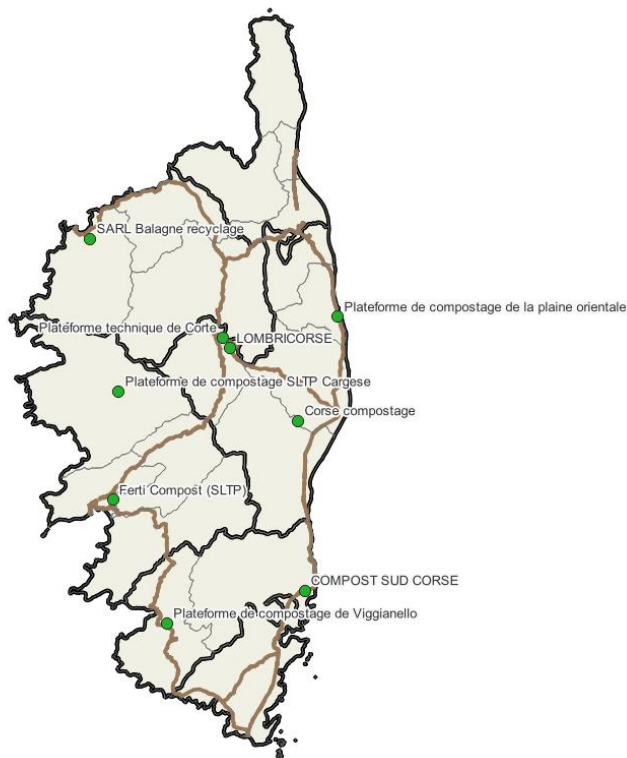 SARL Balagne recyclage
Plateforme de compostage de la plaine orientale
Plateforme technique de Corte
LOMBRICORSE
Plateforme de compostage SLTP Cargese
Corse compostage
Ferti Compost (SLTP)
COMPOST SUD CORSE
Plateforme de compostage de Viggianello